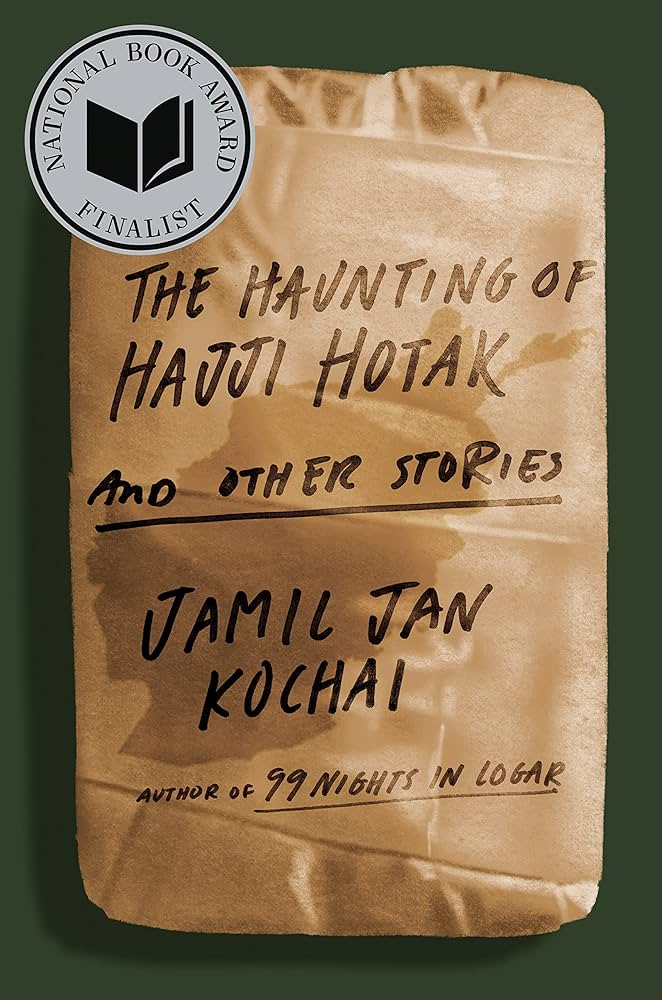 NATIONAL BOOK AWARD
FINALIST
THE HAUNTING OF
HAJJI HOTAK
AND OTHER STORIES
JAMIL JAN
KOCHAI
AUTHOR OF 99 NIGHTS IN LOGAR